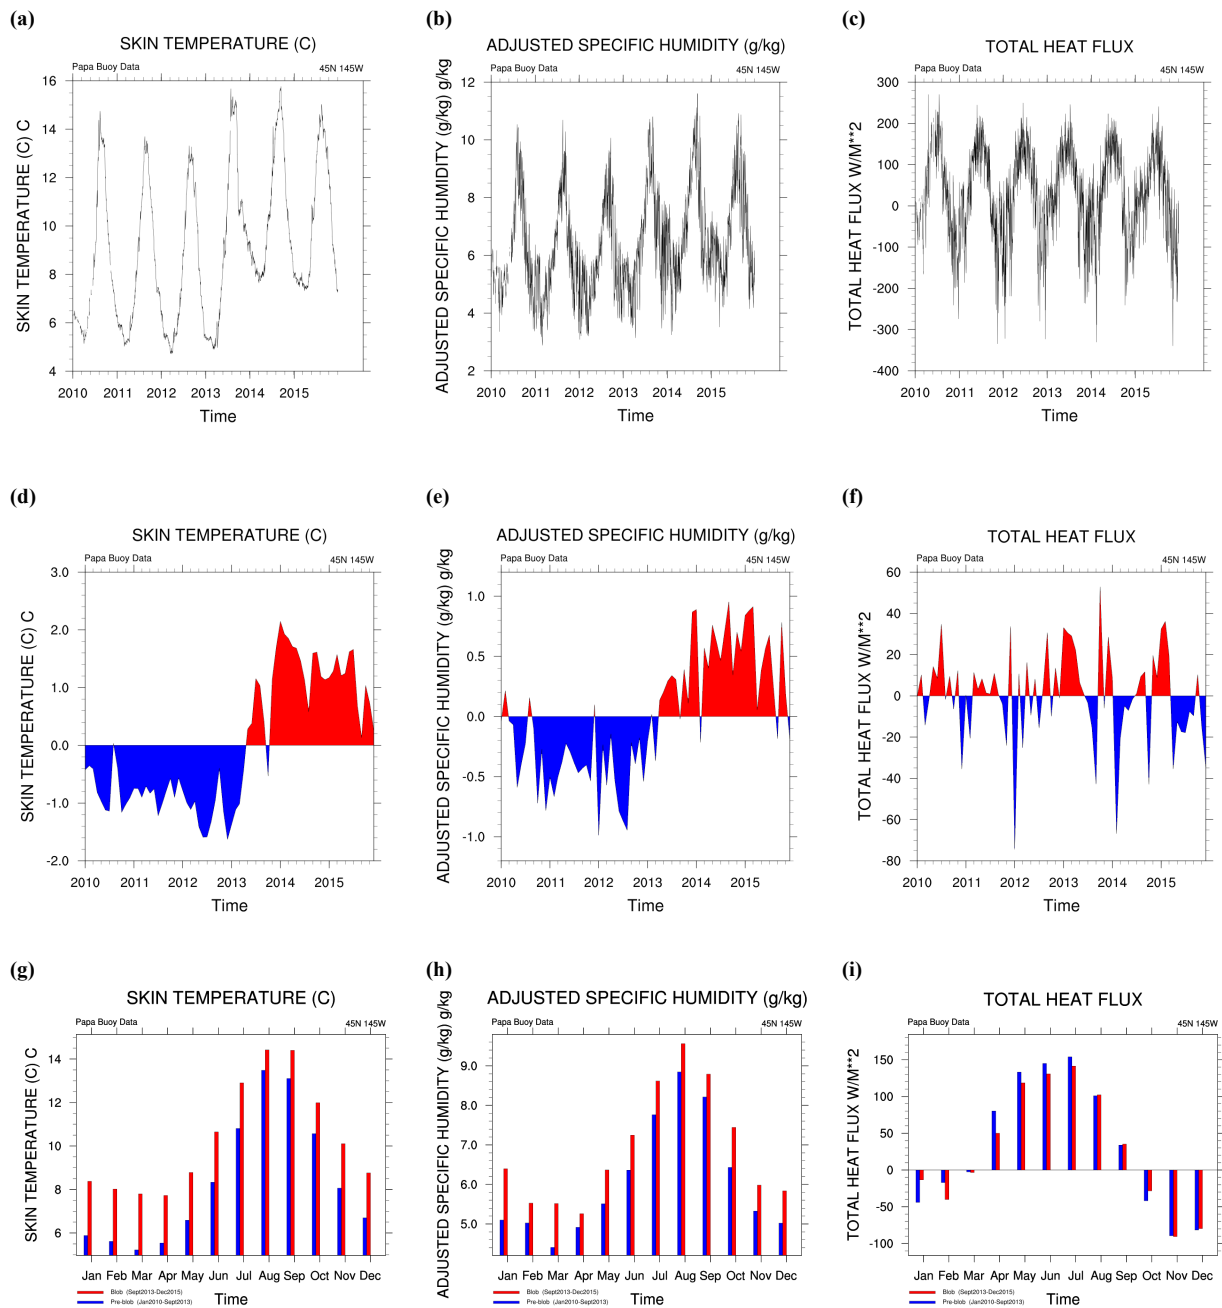 (a)
SKIN TEMPERATURE (C)
Papa Buoy Data 45N 145W
SKIN TEMPERATURE (C) C
16
14
12
10
8
6
4
2010 2011 2012 2013 2014 2015
Time
(b)
ADJUSTED SPECIFIC HUMIDITY (g/kg)
Papa Buoy Data 45N 145W
ADJUSTED SPECIFIC HUMIDITY (g/kg) g/kg
12
10
8
6
4
2
2010 2011 2012 2013 2014 2015
Time
(c)
TOTAL HEAT FLUX
Papa Buoy Data 45N 145W
TOTAL HEAT FLUX W/M**2
300
200
100
0
-100
-200
-300
-400
2010 2011 2012 2013 2014 2015
Time
(d)
SKIN TEMPERATURE (C)
Papa Buoy Data 45N 145W
SKIN TEMPERATURE (C) C
3.0
2.0
1.0
0.0
-1.0
-2.0
2010 2011 2012 2013 2014 2015
Time
(e)
ADJUSTED SPECIFIC HUMIDITY (g/kg)
Papa Buoy Data 45N 145W
ADJUSTED SPECIFIC HUMIDITY (g/kg) g/kg
1.0
0.5
0.0
-0.5
-1.0
2010 2011 2012 2013 2014 2015
Time
(f)
TOTAL HEAT FLUX
Papa Buoy Data 45N 145W
TOTAL HEAT FLUX W/M**2
60
40
20
0
-20
-40
-60
-80
2010 2011 2012 2013 2014 2015
Time
(g)
SKIN TEMPERATURE (C)
Papa Buoy Data 45N 145W
SKIN TEMPERATURE (C) C
14
12
10
8
6
Jan Feb Mar Apr May Jun Jul Aug Sep Oct Nov Dec
Blob (Sept2013-Dec2015)
Pre-blob (Jan2010-Sept2013)
Time
(h)
ADJUSTED SPECIFIC HUMIDITY (g/kg)
Papa Buoy Data 45N 145W
ADJUSTED SPECIFIC HUMIDITY (g/kg) g/kg
9.0
8.0
7.0
6.0
5.0
Jan Feb Mar Apr May Jun Jul Aug Sep Oct Nov Dec
Blob (Sept2013-Dec2015)
Pre-blob (Jan2010-Sept2013)
Time
(i)
TOTAL HEAT FLUX
Papa Buoy Data 45N 145W
TOTAL HEAT FLUX W/M**2
150
100
50
0
-50
-100
Jan Feb Mar Apr May Jun Jul Aug Sep Oct Nov Dec
Blob (Sept2013-Dec2015)
Pre-blob (Jan2010-Sept2013)
Time